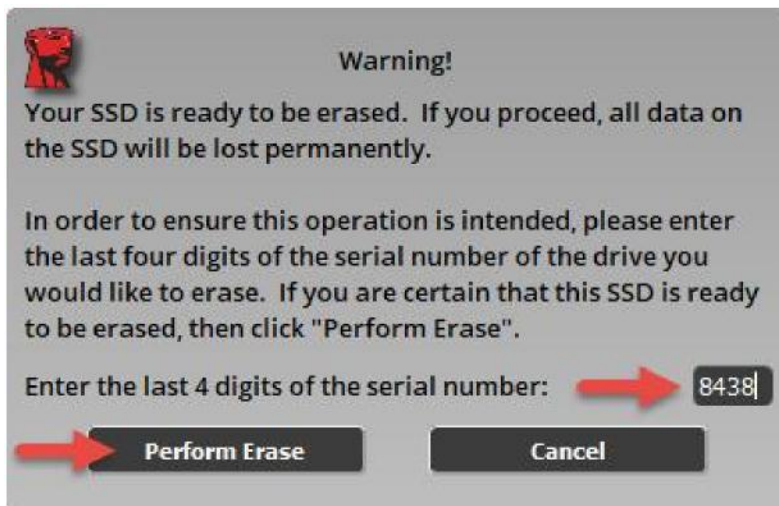 Warning!
Your SSD is ready to be erased.  If you proceed, all data on
the SSD will be lost permanently.
In order to ensure this operation is intended, please enter
the last four digits of the serial number of the drive you
would like to erase.  If you are certain that this SSD is ready
to be erased, then click "Perform Erase".
Enter the last 4 digits of the serial number: 8438
Perform Erase Cancel